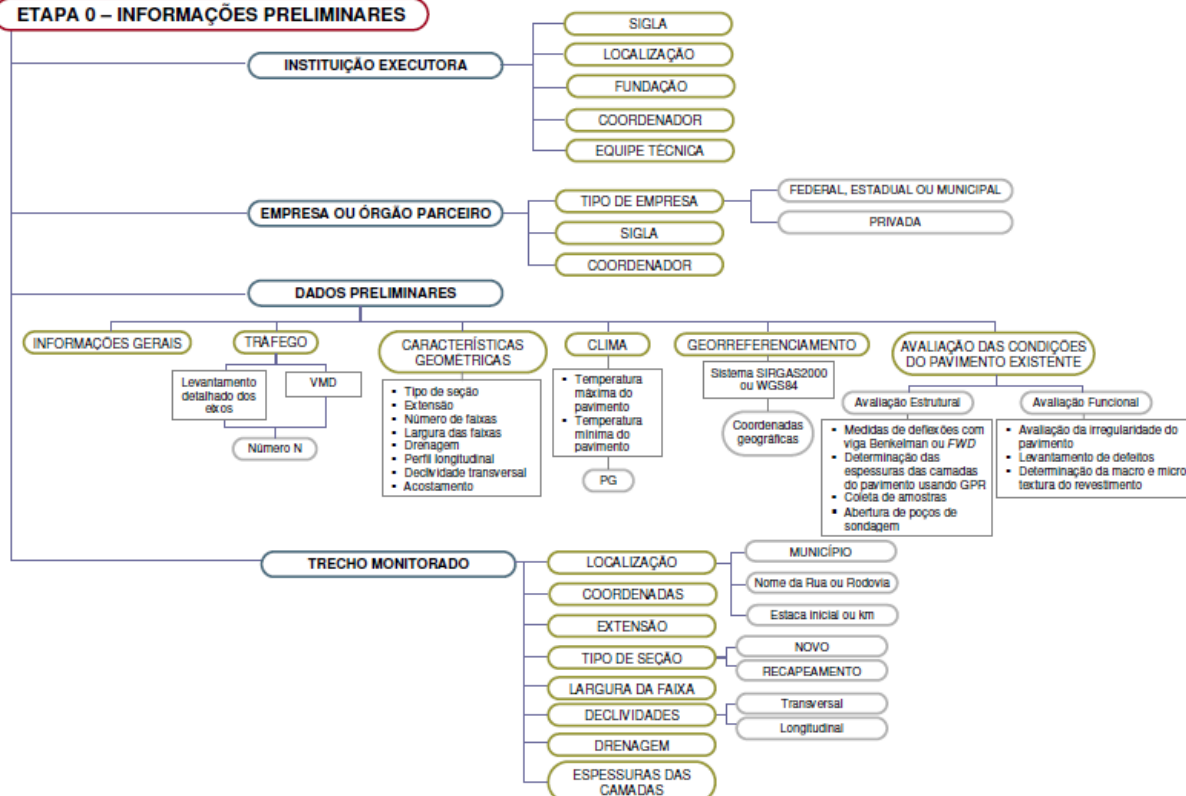 ETAPA 0 – INFORMAÇÕES PRELIMINARES
INSTITUIÇÃO EXECUTORA
SIGLA
LOCALIZAÇÃO
FUNDAÇÃO
COORDENADOR
EQUIPE TÉCNICA
EMPRESA OU ÓRGÃO PARCEIRO
TIPO DE EMPRESA
FEDERAL, ESTADUAL OU MUNICIPAL
PRIVADA
SIGLA
COORDENADOR
DADOS PRELIMINARES
INFORMAÇÕES GERAIS
TRÁFEGO
Levantamento
detalhado dos
eixos
VMD
Número N
CARACTERÍSTICAS
GEOMÉTRICAS
▪ Tipo de seção
▪ Extensão
▪ Número de faixas
▪ Largura das faixas
▪ Drenagem
▪ Perfil longitudinal
▪ Declividade transversal
▪ Acostamento
CLIMA
▪ Temperatura
máxima do
pavimento
▪ Temperatura
mínima do
pavimento
PG
GEORREFERENCIAMENTO
Sistema SIRGAS2000
ou WGS84
Coordenadas
geográficas
AVALIAÇÃO DAS CONDIÇÕES
DO PAVIMENTO EXISTENTE
Avaliação Estrutural
▪ Medidas de deflexões com
viga Benkelman ou FWD
▪ Determinação das
espessuras das camadas
do pavimento usando GPR
▪ Coleta de amostras
▪ Abertura de poços de
sondagem
Avaliação Funcional
▪ Avaliação da irregularidade do
pavimento
▪ Levantamento de defeitos
▪ Determinação da macro e micro
textura do revestimento
TRECHO MONITORADO
LOCALIZAÇÃO
MUNICÍPIO
Nome da Rua ou Rodovia
Estaca inicial ou km
COORDENADAS
EXTENSÃO
TIPO DE SEÇÃO
NOVO
RECAPEAMENTO
LARGURA DA FAIXA
DECLIVIDADES
Transversal
Longitudinal
DRENAGEM
ESPESSURAS DAS
CAMADAS